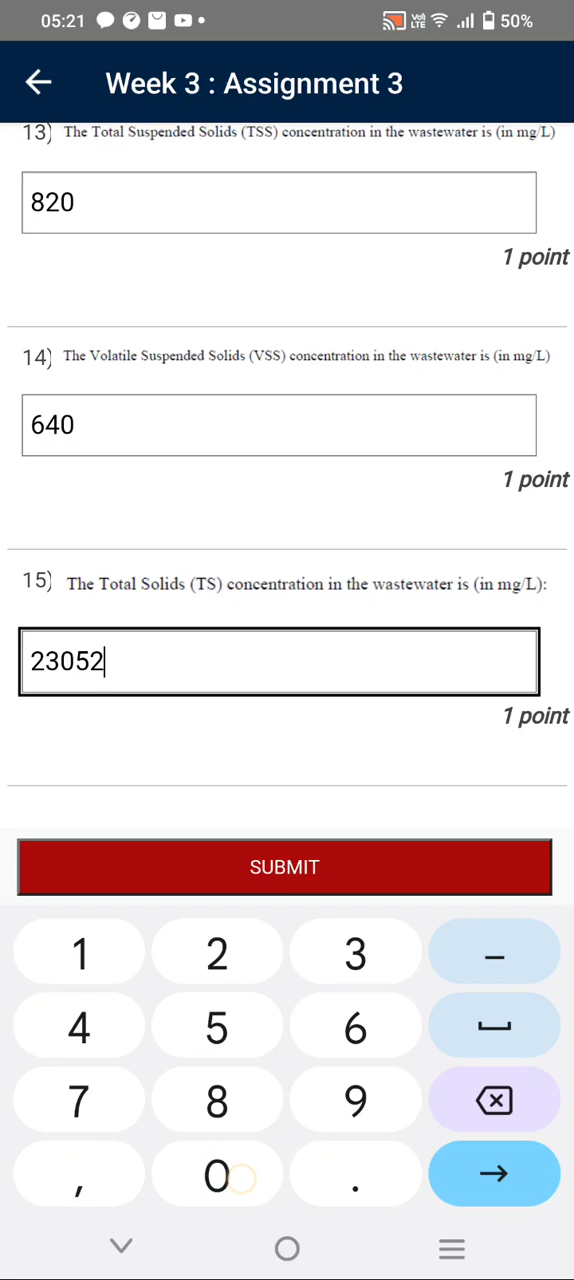 05:21
Vo) LTE 50%
Week 3 : Assignment 3
13) The Total Suspended Solids (TSS) concentration in the wastewater is (in mg/L)
820
1 point
14) The Volatile Suspended Solids (VSS) concentration in the wastewater is (in mg/L)
640
1 point
15) The Total Solids (TS) concentration in the wastewater is (in mg/L):
23052
1 point
SUBMIT
1 2 3 –
4 5 6
7 8 9
, 0 .